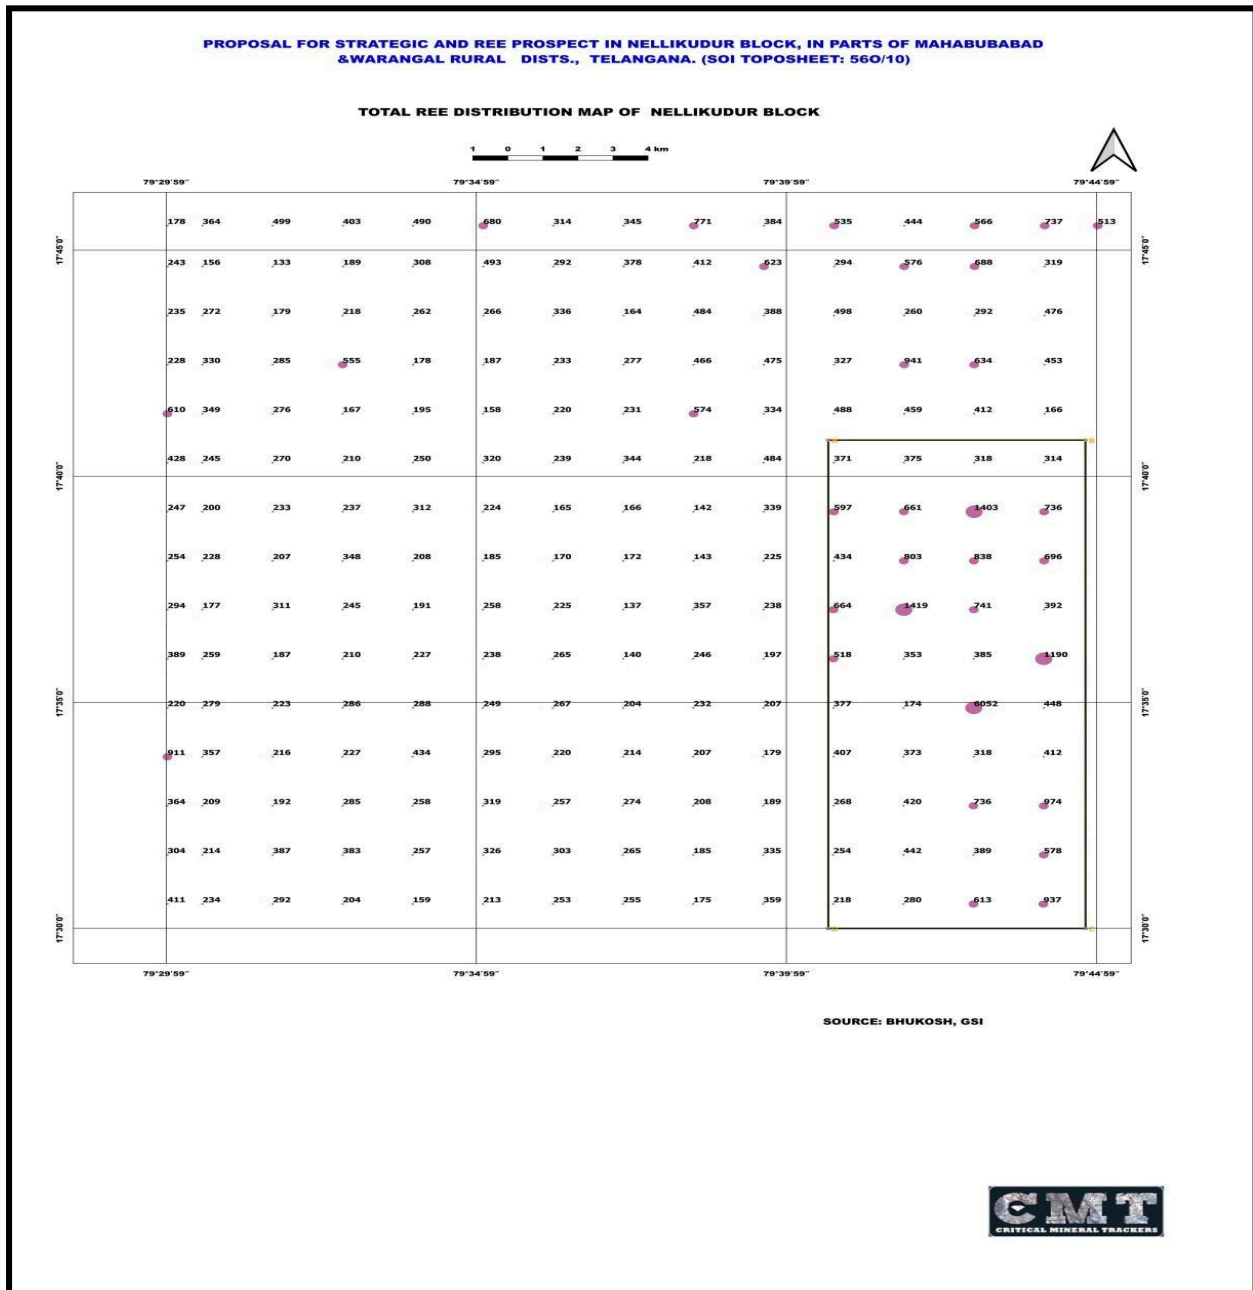 PROPOSAL FOR STRATEGIC AND REE PROSPECT IN NELLIKUDUR BLOCK, IN PARTS OF MAHABUBABAD
&WARANGAL RURAL DISTS., TELANGANA. (SOI TOPOSHEET: 56O/10)
TOTAL REE DISTRIBUTION MAP OF NELLIKUDUR BLOCK
1 0 1 2 3 4 km
79°29'59" 79°34'59" 79°39'59" 79°44'59"
178 364 499 403 490 680 314 345 771 384 535 444 566 737 513
17°45'0" 17°45'0"
243 156 133 189 308 493 292 378 412 623 294 576 688 319
235 272 179 218 262 266 336 164 484 388 498 260 292 476
228 330 285 555 178 187 233 277 466 475 327 941 634 453
610 349 276 167 195 158 220 231 574 334 488 459 412 166
A B
428 245 270 210 250 320 239 344 218 484 371 375 318 314
17°40'0" 17°40'0"
247 200 233 237 312 224 165 166 142 339 597 661 1403 736
254 228 207 348 208 185 170 172 143 225 434 803 838 696
294 177 311 245 191 258 225 137 357 238 664 1419 741 392
389 259 187 210 227 238 265 140 246 197 518 353 385 1190
17°35'0" 17°35'0"
220 279 223 286 288 249 267 204 232 207 377 174 6052 448
911 357 216 227 434 295 220 214 207 179 407 373 318 412
364 209 192 285 258 319 257 274 208 189 268 420 736 974
304 214 387 383 257 326 303 265 185 335 254 442 389 578
411 234 292 204 159 213 253 255 175 359 218 280 613 937
17°30'0" D C 17°30'0"
79°29'59" 79°34'59" 79°39'59" 79°44'59"
SOURCE: BHUKOSH, GSI
CMT
CRITICAL MINERAL TRACKERS